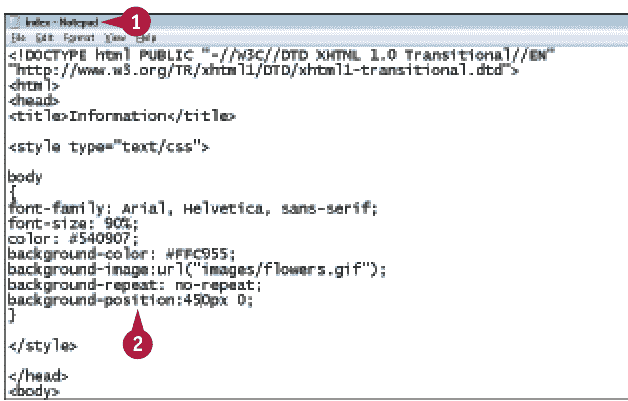 Index - Notepad
1
File Edit Format View Help
<!DOCTYPE html PUBLIC "-//W3C//DTD XHTML 1.0 Transitional//EN"
"http://www.w3.org/TR/xhtml1/DTD/xhtml1-transitional.dtd">
<html>
<head>
<title>Information</title>
<style type="text/css">
body
{
font-family: Arial, Helvetica, sans-serif;
font-size: 90%;
color: #540907;
background-color: #FFC955;
background-image:url("images/flowers.gif");
background-repeat: no-repeat;
background-position:450px 0;
}
2
</style>
</head>
<body>